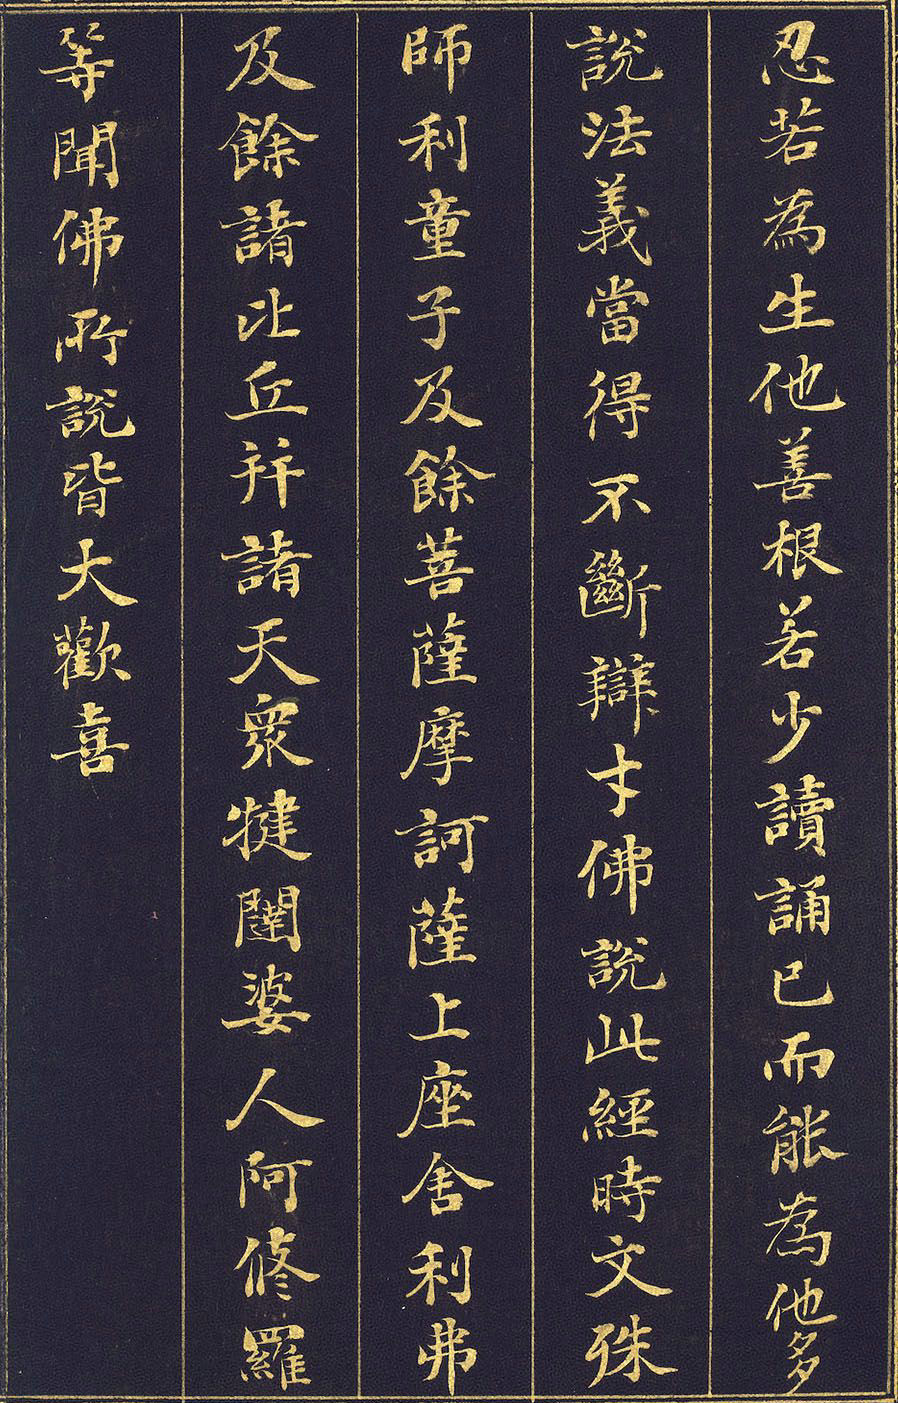 忍若為生他善根若少讀誦已而能為他多
說法義當得不斷辯才佛說此經時文殊
師利童子及餘菩薩摩訶薩上座舍利弗
及餘諸比丘并諸天眾犍闥婆人阿修羅
等聞佛所說皆大歡喜